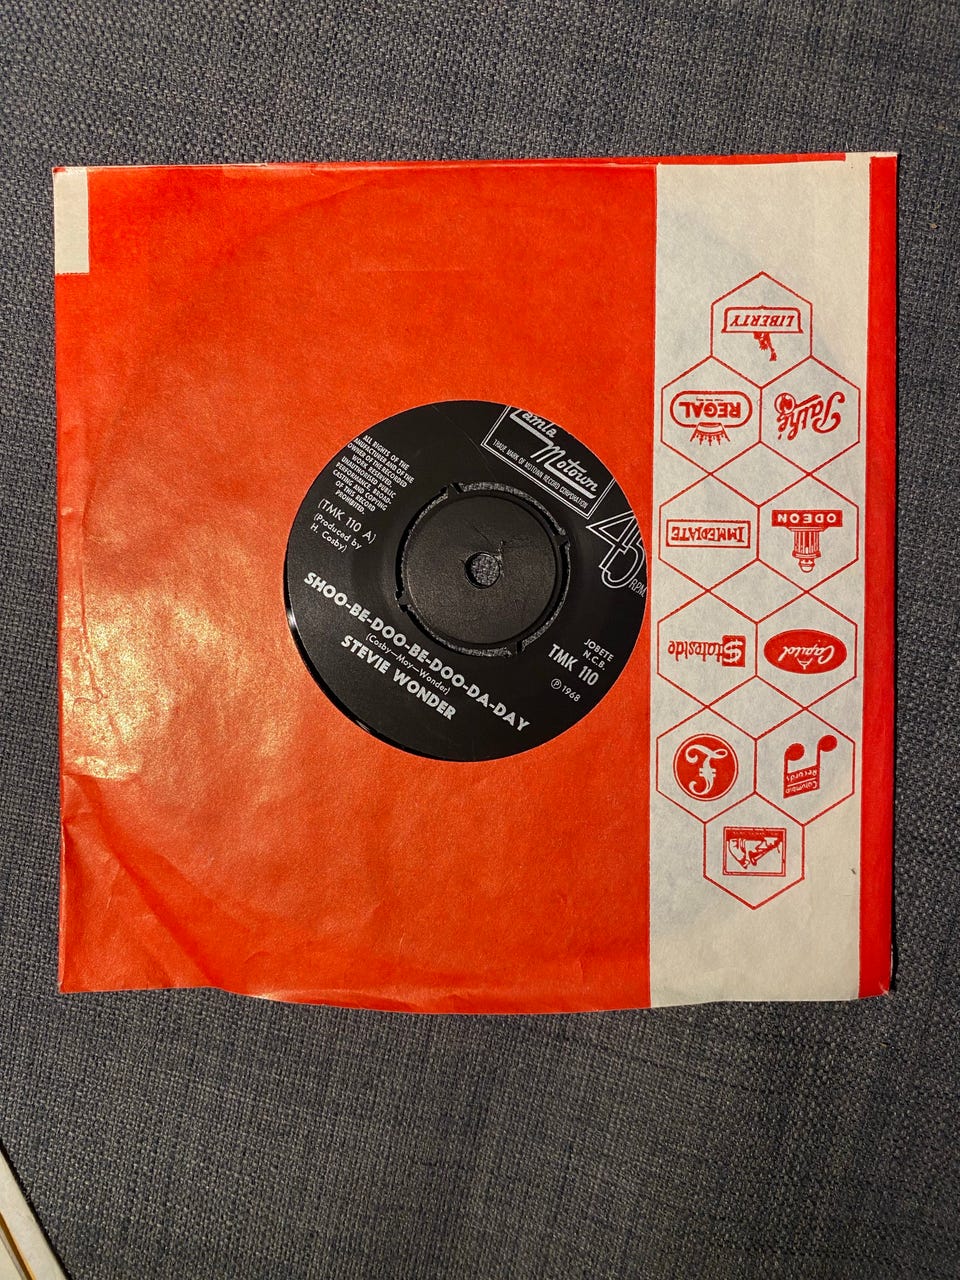 ALL RIGHTS OF THE
MANUFACTURER AND OF THE
OWNER OF THE RECORDED
WORK RESERVED.
UNAUTHORISED PUBLIC
PERFORMANCE, BROAD-
CASTING AND COPYING
OF THIS RECORD
PROHIBITED.
(TMK 110 A)
(Produced by
H. Cosby)
Tamla
Motown
TRADE MARK OF MOTOWN RECORD CORPORATION
45
RPM
JOBETE
N.C.B.
TMK 110
Ⓟ 1968
SHOO-BE-DOO-BE-DOO-DA-DAY
(Cosby—Moy—Wonder)
STEVIE WONDER
LIBERTY
REGAL
Pathé
IMMEDIATE
ODEON
Stateside
Capitol
Columbia
Records